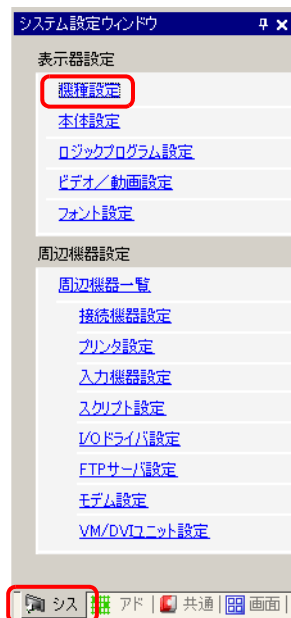 システム設定ウィンドウ
表示器設定
機種設定
本体設定
ロジックプログラム設定
ビデオ／動画設定
フォント設定
周辺機器設定
周辺機器一覧
接続機器設定
プリンタ設定
入力機器設定
スクリプト設定
I/Oドライバ設定
FTPサーバ設定
モデム設定
VM/DVIユニット設定
シス アド 共通 画面